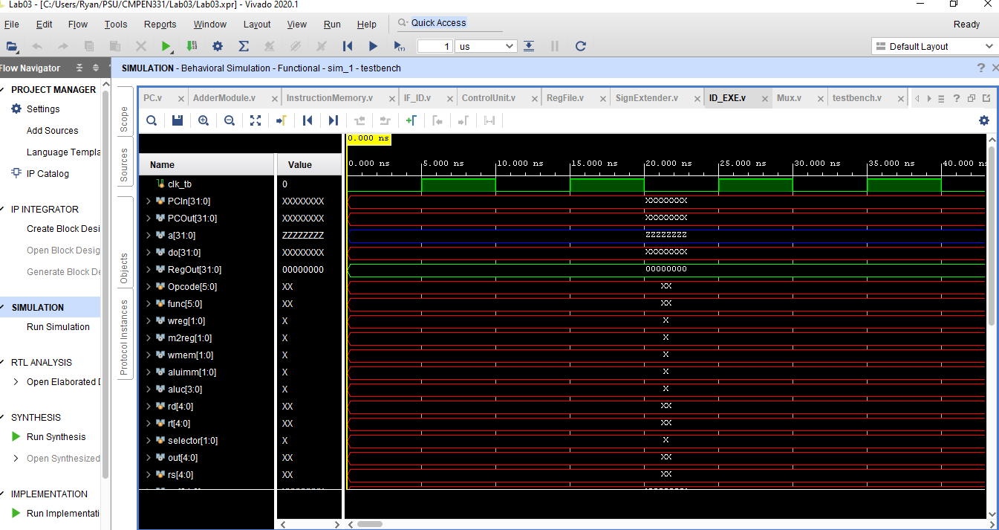 Lab03 - [C:/Users/Ryan/PSU/CMPEN331/Lab03/Lab03.xpr] - Vivado 2020.1
File Edit Flow Tools Reports Window Layout View Run Help Quick Access Ready
1 us Default Layout
Flow Navigator
SIMULATION - Behavioral Simulation - Functional - sim_1 - testbench
PROJECT MANAGER
Settings
Add Sources
Language Templa
IP Catalog
IP INTEGRATOR
Create Block Desi
Open Block Desig
Generate Block De
SIMULATION
Run Simulation
RTL ANALYSIS
Open Elaborated D
SYNTHESIS
Run Synthesis
Open Synthesized
IMPLEMENTATION
Run Implementati
Scope
Sources
Objects
Protocol Instances
PC.v AdderModule.v InstructionMemory.v IF_ID.v ControlUnit.v RegFile.v SignExtender.v ID_EXE.v Mux.v testbench.v
0.000 ns
Name Value 0.000 ns 5.000 ns 10.000 ns 15.000 ns 20.000 ns 25.000 ns 30.000 ns 35.000 ns 40.000 ns
clk_tb 0
PCIn[31:0] XXXXXXXX XXXXXXXX
PCOut[31:0] XXXXXXXX XXXXXXXX
a[31:0] ZZZZZZZZ ZZZZZZZZ
do[31:0] XXXXXXXX XXXXXXXX
RegOut[31:0] 00000000 00000000
Opcode[5:0] XX XX
func[5:0] XX XX
wreg[1:0] X X
m2reg[1:0] X X
wmem[1:0] X X
aluimm[1:0] X X
aluc[3:0] X X
rd[4:0] XX XX
rt[4:0] XX XX
selector[1:0] X X
out[4:0] XX XX
rs[4:0] XX XX